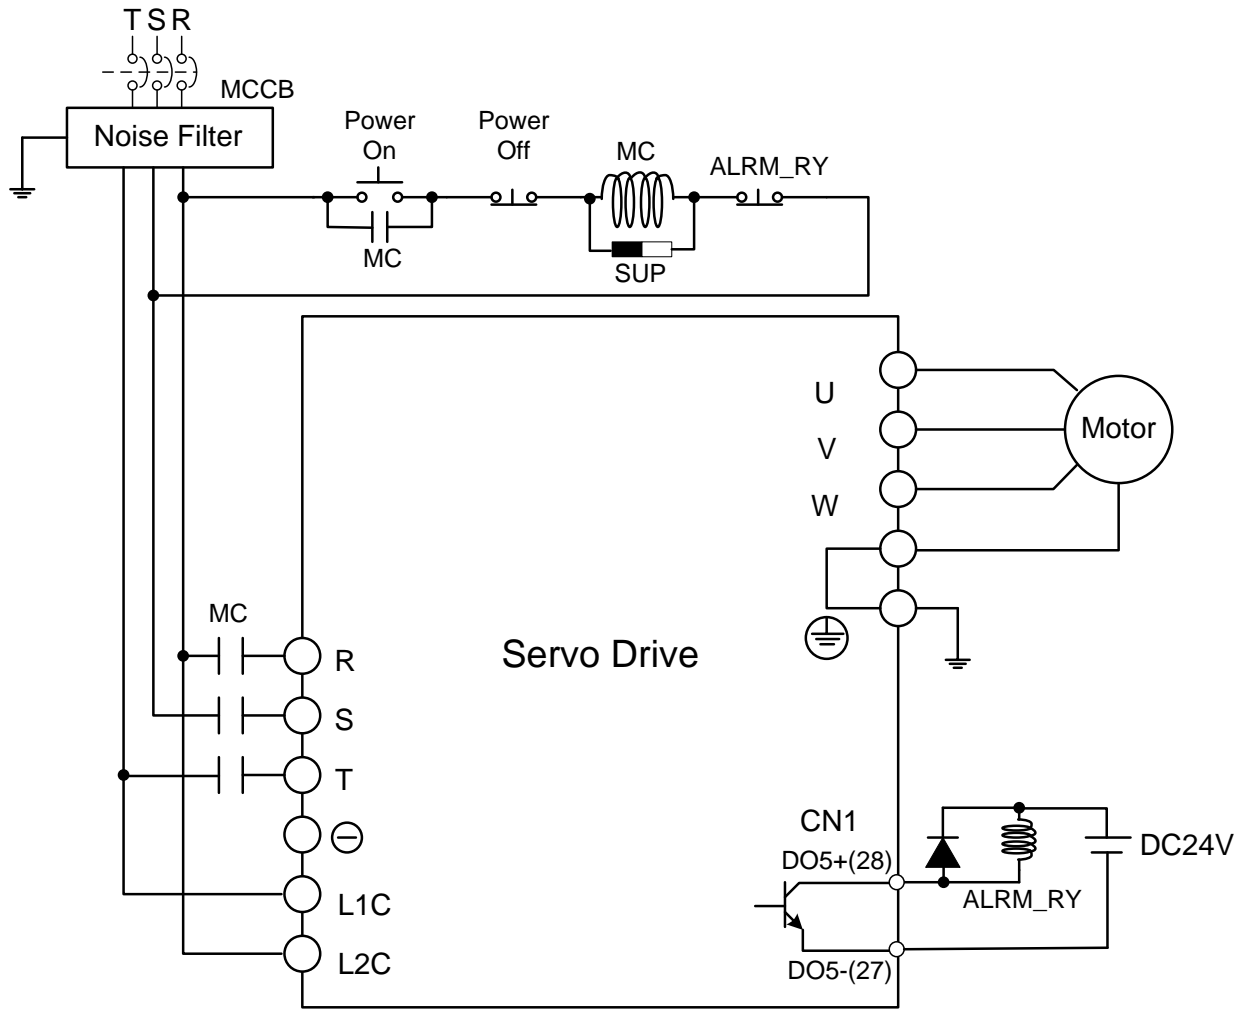 T S R
MCCB
Noise Filter
Power
On
Power
Off
MC
ALRM_RY
MC
SUP
U
V
W
Motor
MC
R
S
T
Servo Drive
L1C
L2C
CN1
DO5+(28)
DO5-(27)
ALRM_RY
DC24V